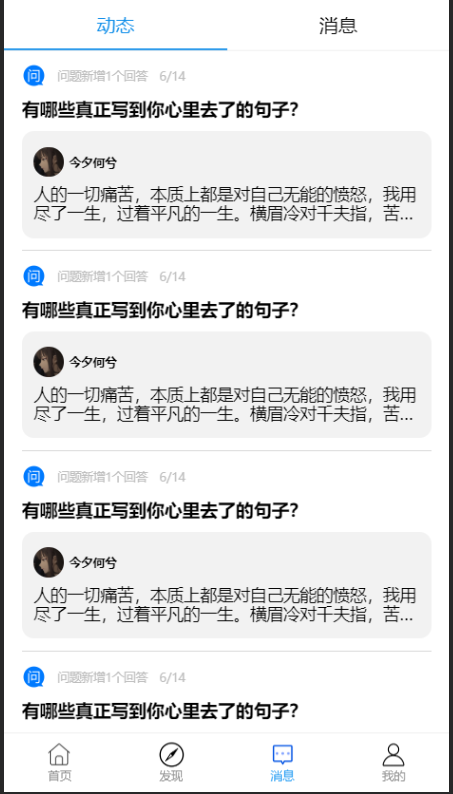 动态 消息
问 问题新增1个回答 6/14
有哪些真正写到你心里去了的句子？
今夕何兮
人的一切痛苦，本质上都是对自己无能的愤怒，我用
尽了一生，过着平凡的一生。横眉冷对千夫指，苦...
问 问题新增1个回答 6/14
有哪些真正写到你心里去了的句子？
今夕何兮
人的一切痛苦，本质上都是对自己无能的愤怒，我用
尽了一生，过着平凡的一生。横眉冷对千夫指，苦...
问 问题新增1个回答 6/14
有哪些真正写到你心里去了的句子？
今夕何兮
人的一切痛苦，本质上都是对自己无能的愤怒，我用
尽了一生，过着平凡的一生。横眉冷对千夫指，苦...
问 问题新增1个回答 6/14
有哪些真正写到你心里去了的句子？
首页 发现 消息 我的